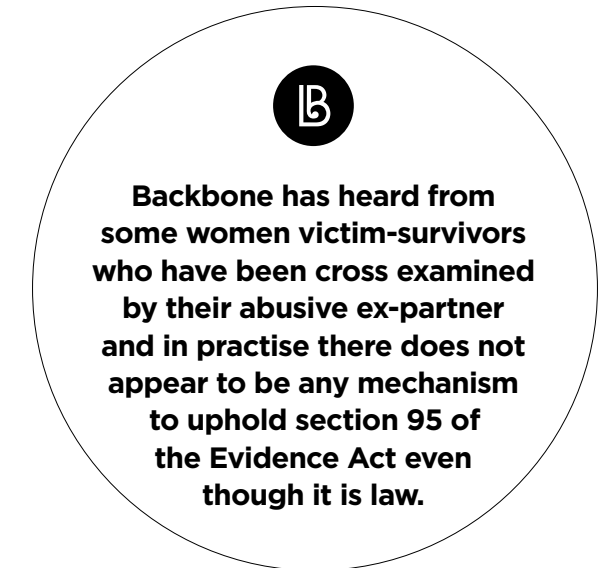 B
Backbone has heard from
some women victim-survivors
who have been cross examined
by their abusive ex-partner
and in practise there does not
appear to be any mechanism
to uphold section 95 of
the Evidence Act even
though it is law.